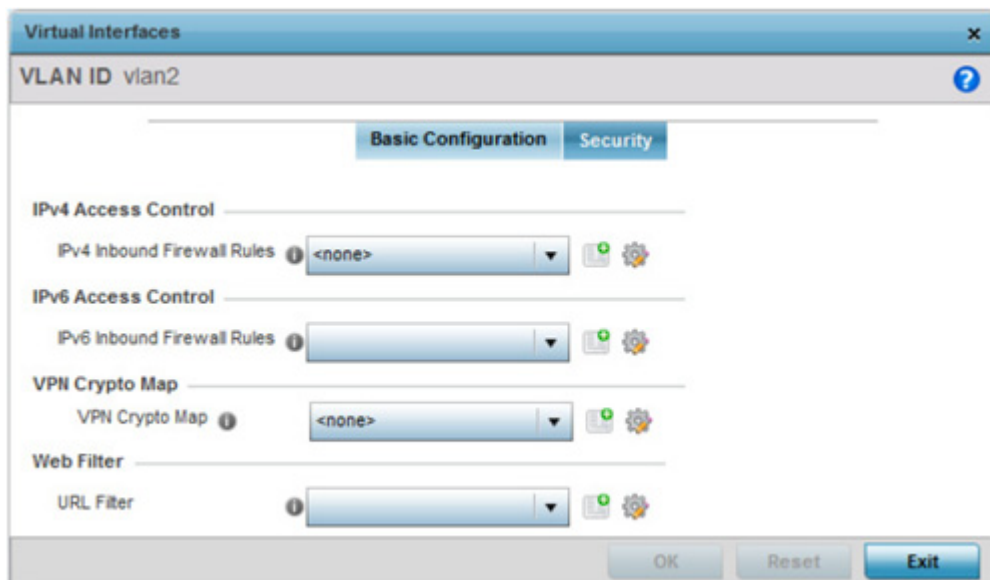 Virtual Interfaces
VLAN ID vlan2
Basic Configuration Security
IPv4 Access Control
IPv4 Inbound Firewall Rules <none>
IPv6 Access Control
IPv6 Inbound Firewall Rules
VPN Crypto Map
VPN Crypto Map <none>
Web Filter
URL Filter
OK Reset Exit